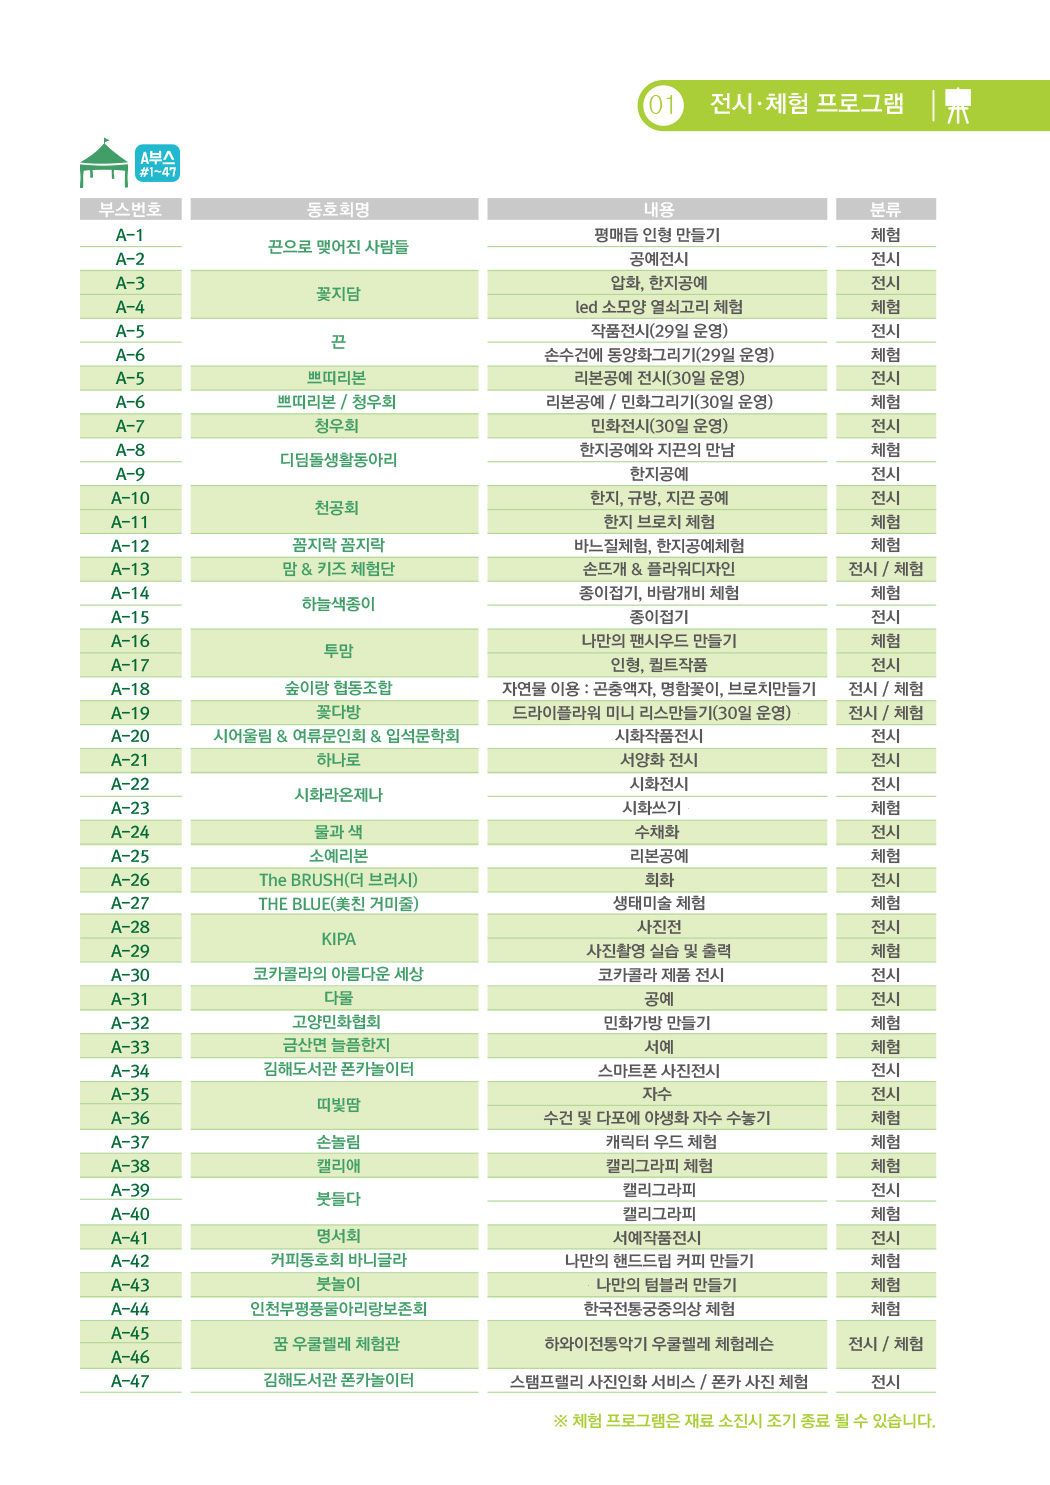 01 전시·체험 프로그램
A부스
#1~47
부스번호 동호회명 내용 분류
A-1 끈으로 맺어진 사람들 평매듭 인형 만들기 체험
A-2 공예전시 전시
A-3 꽃지담 압화, 한지공예 전시
A-4 led 소모양 열쇠고리 체험 체험
A-5 끈 작품전시(29일 운영) 전시
A-6 손수건에 동양화그리기(29일 운영) 체험
A-5 쁘띠리본 리본공예 전시(30일 운영) 전시
A-6 쁘띠리본 / 청우회 리본공예 / 민화그리기(30일 운영) 체험
A-7 청우회 민화전시(30일 운영) 전시
A-8 디딤돌생활동아리 한지공예와 지끈의 만남 체험
A-9 한지공예 전시
A-10 천공회 한지, 규방, 지끈 공예 전시
A-11 한지 브로치 체험 체험
A-12 꼼지락 꼼지락 바느질체험, 한지공예체험 체험
A-13 맘 & 키즈 체험단 손뜨개 & 플라워디자인 전시 / 체험
A-14 하늘색종이 종이접기, 바람개비 체험 체험
A-15 종이접기 전시
A-16 투맘 나만의 팬시우드 만들기 체험
A-17 인형, 퀼트작품 전시
A-18 숲이랑 협동조합 자연물 이용 : 곤충액자, 명함꽂이, 브로치만들기 전시 / 체험
A-19 꽃다방 드라이플라워 미니 리스만들기(30일 운영) 전시 / 체험
A-20 시어울림 & 여류문인회 & 입석문학회 시화작품전시 전시
A-21 하나로 서양화 전시 전시
A-22 시화라온제나 시화전시 전시
A-23 시화쓰기 체험
A-24 물과 색 수채화 전시
A-25 소예리본 리본공예 체험
A-26 The BRUSH(더 브러시) 회화 전시
A-27 THE BLUE(美친 거미줄) 생태미술 체험 체험
A-28 KIPA 사진전 전시
A-29 사진촬영 실습 및 출력 체험
A-30 코카콜라의 아름다운 세상 코카콜라 제품 전시 전시
A-31 다물 공예 전시
A-32 고양민화협회 민화가방 만들기 체험
A-33 금산면 늘픔한지 서예 체험
A-34 김해도서관 폰카놀이터 스마트폰 사진전시 전시
A-35 띠빛땀 자수 전시
A-36 수건 및 다포에 야생화 자수 수놓기 체험
A-37 손놀림 캐릭터 우드 체험 체험
A-38 캘리애 캘리그라피 체험 체험
A-39 붓들다 캘리그라피 전시
A-40 캘리그라피 체험
A-41 명서회 서예작품전시 전시
A-42 커피동호회 바니글라 나만의 핸드드립 커피 만들기 체험
A-43 붓놀이 나만의 텀블러 만들기 체험
A-44 인천부평풍물아리랑보존회 한국전통궁중의상 체험 체험
A-45 꿈 우쿨렐레 체험관 하와이전통악기 우쿨렐레 체험레슨 전시 / 체험
A-46
A-47 김해도서관 폰카놀이터 스탬프랠리 사진인화 서비스 / 폰카 사진 체험 전시
※ 체험 프로그램은 재료 소진시 조기 종료 될 수 있습니다.